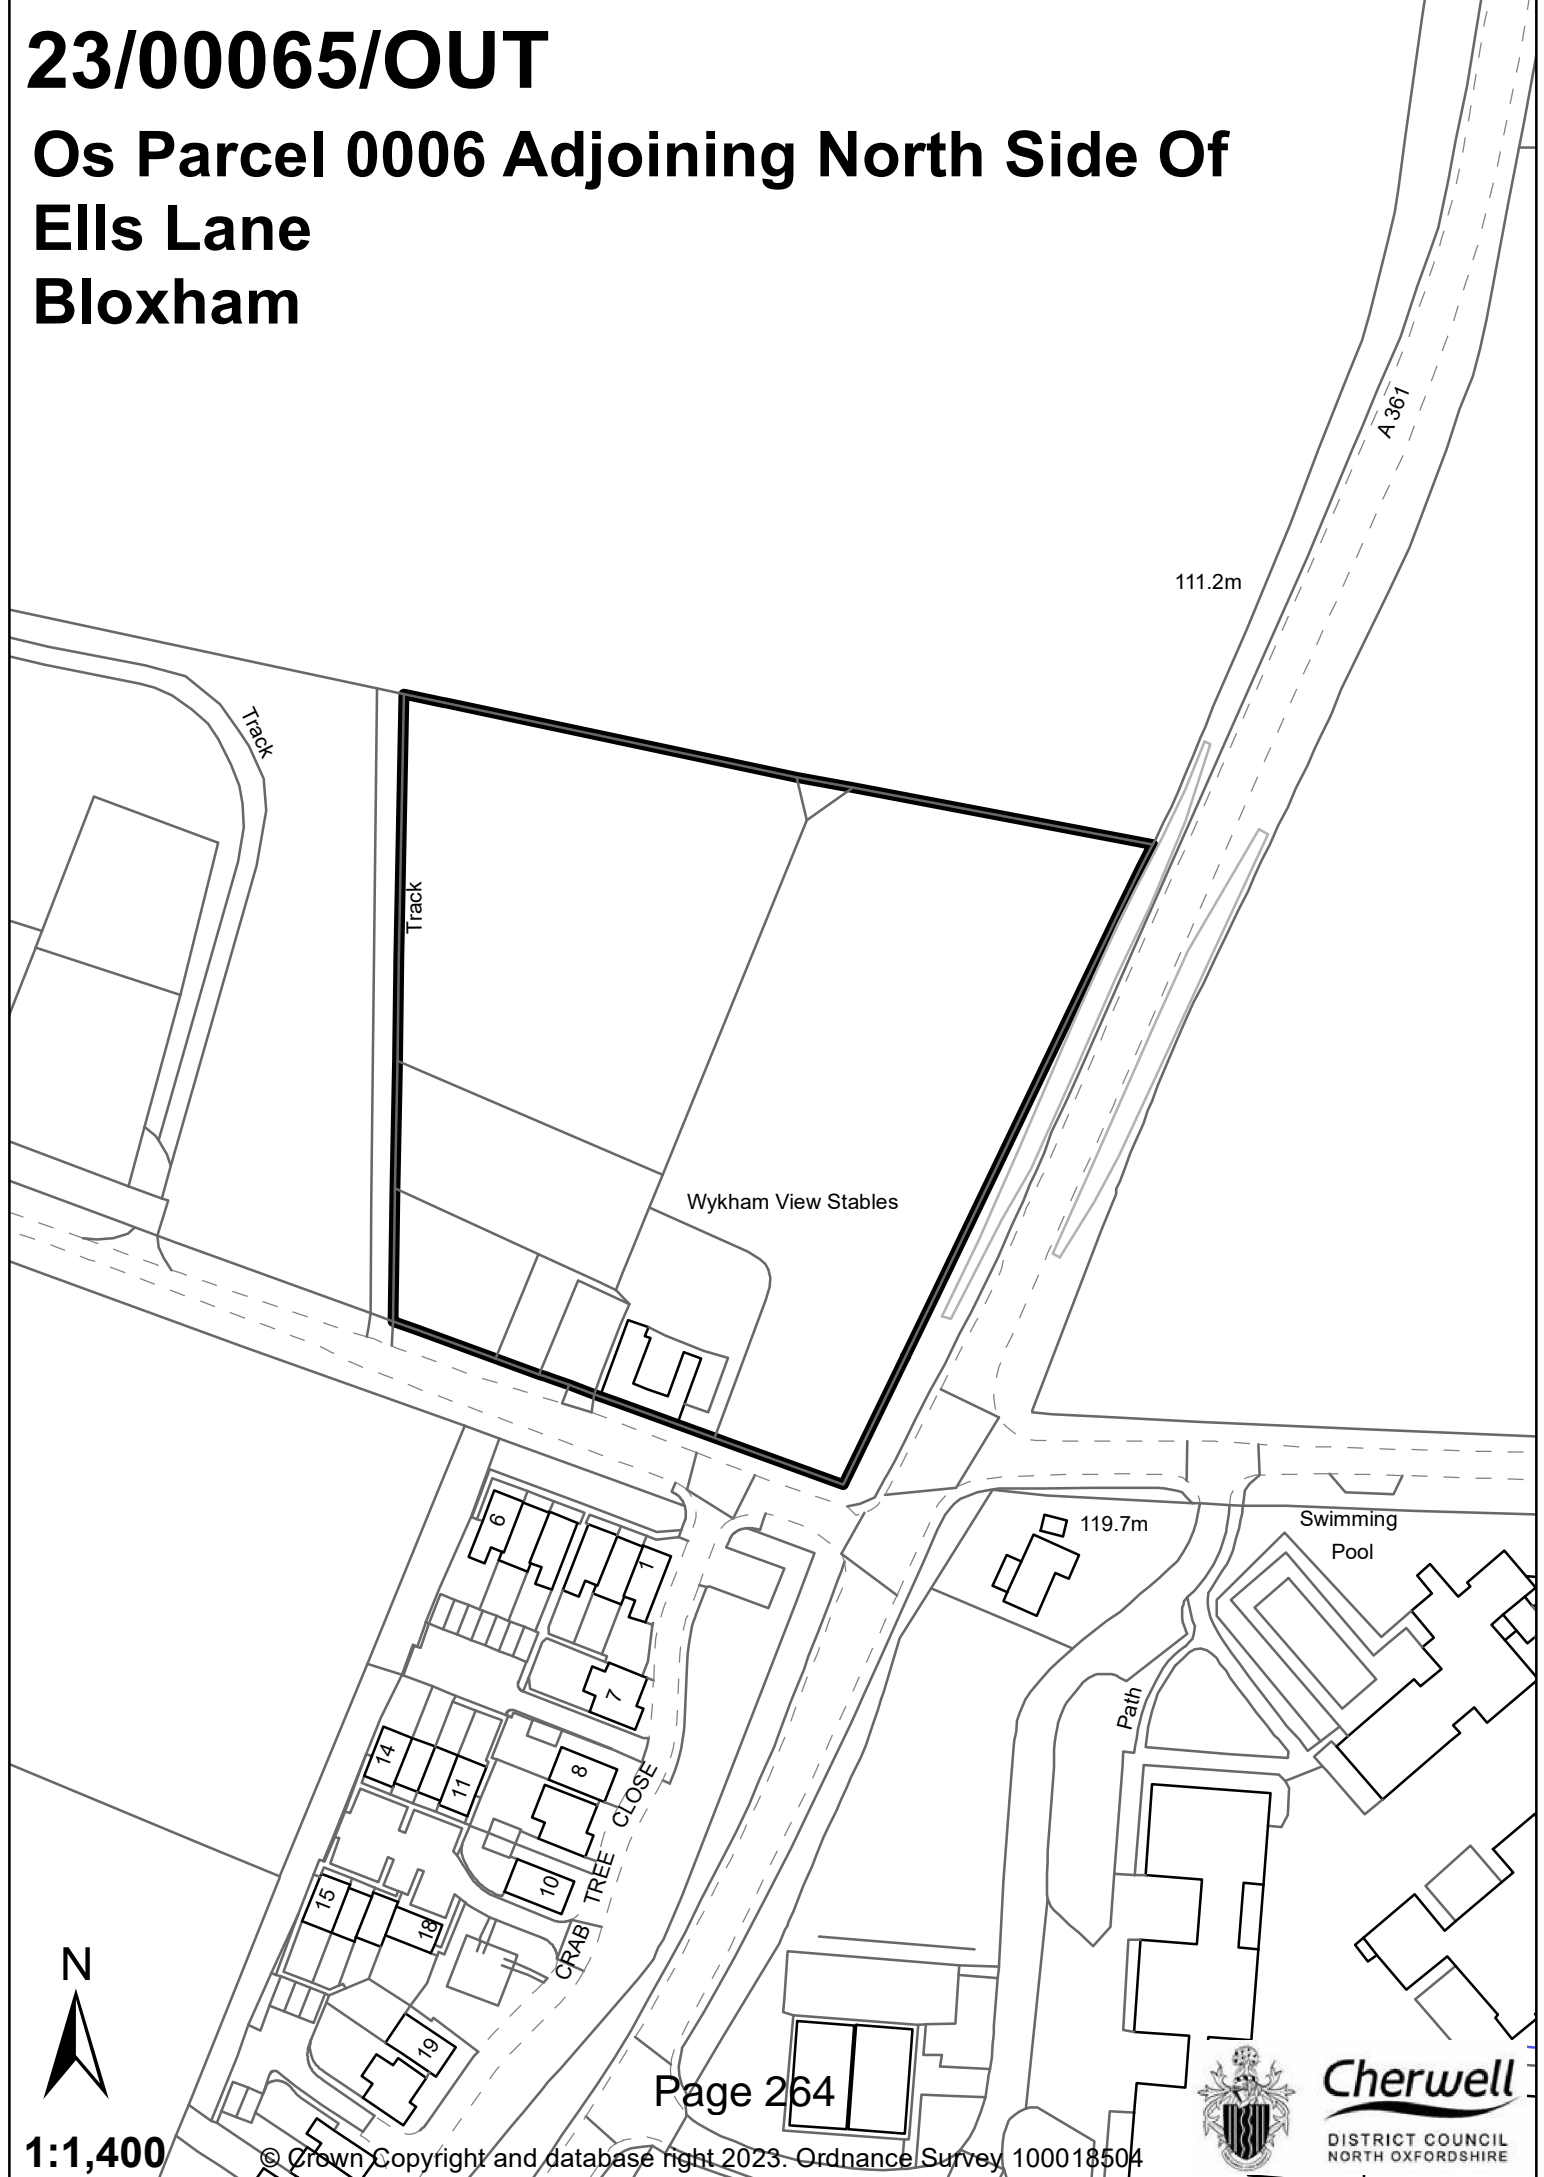 23/00065/OUT
Os Parcel 0006 Adjoining North Side Of
Ells Lane
Bloxham
A 361
111.2m
Track
Track
Wykham View Stables
119.7m
Swimming
Pool
6
1
7
Path
14
11
8
CRAB TREE CLOSE
10
15
18
19
N
Page 264
1:1,400
© Crown Copyright and database right 2023. Ordnance Survey 100018504
Cherwell
DISTRICT COUNCIL
NORTH OXFORDSHIRE